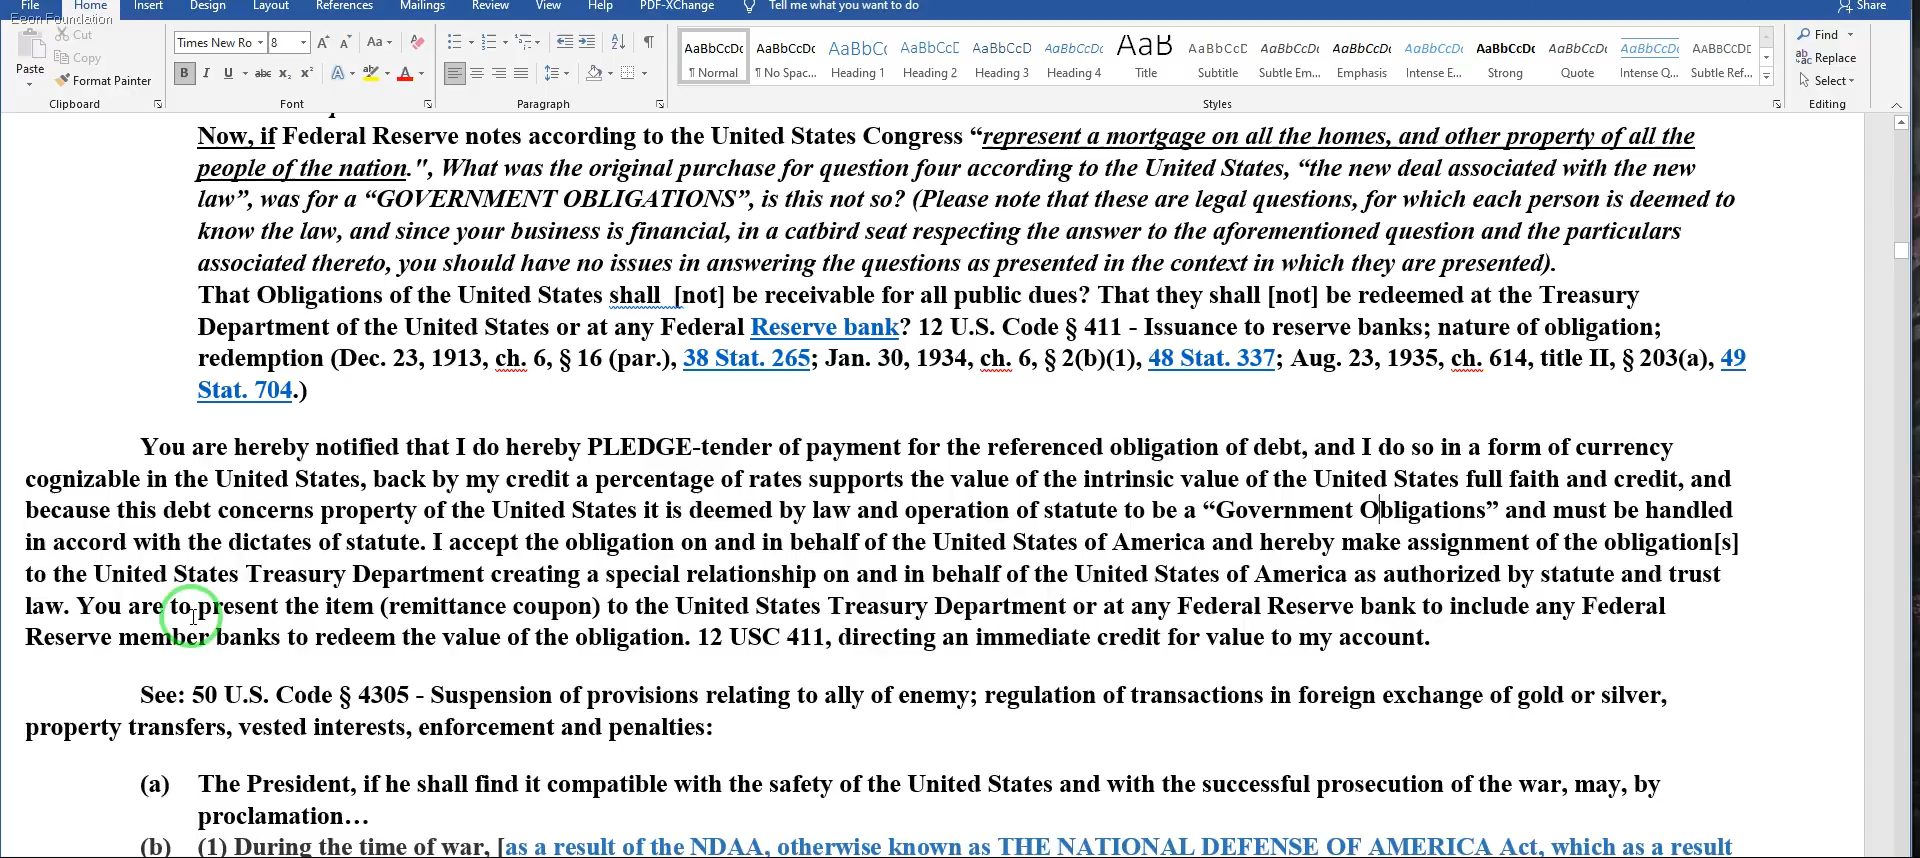 File Home Insert Design Layout References Mailings Review View Help PDF-XChange Tell me what you want to do Share
Eeon Foundation
Cut
Copy
Paste
Format Painter
Times New Ro 8
Aa
B I U abc x₂ x² A A
AaBbCcDc AaBbCcDc AaBbCc AaBbCcE AaBbCcD AaBbCcDc AaB AaBbCcD AaBbCcDc AaBbCcDc AaBbCcDc AaBbCcDc AaBbCcDc AaBbCcDc AABBCCDE
¶ Normal ¶ No Spac... Heading 1 Heading 2 Heading 3 Heading 4 Title Subtitle Subtle Em... Emphasis Intense E... Strong Quote Intense Q... Subtle Ref...
Find
Replace
Select
Clipboard Font Paragraph Styles Editing
Now, if Federal Reserve notes according to the United States Congress “represent a mortgage on all the homes, and other property of all the
people of the nation.", What was the original purchase for question four according to the United States, “the new deal associated with the new
law”, was for a “GOVERNMENT OBLIGATIONS”, is this not so? (Please note that these are legal questions, for which each person is deemed to
know the law, and since your business is financial, in a catbird seat respecting the answer to the aforementioned question and the particulars
associated thereto, you should have no issues in answering the questions as presented in the context in which they are presented).
That Obligations of the United States shall [not] be receivable for all public dues? That they shall [not] be redeemed at the Treasury
Department of the United States or at any Federal Reserve bank? 12 U.S. Code § 411 - Issuance to reserve banks; nature of obligation;
redemption (Dec. 23, 1913, ch. 6, § 16 (par.), 38 Stat. 265; Jan. 30, 1934, ch. 6, § 2(b)(1), 48 Stat. 337; Aug. 23, 1935, ch. 614, title II, § 203(a), 49
Stat. 704.)
You are hereby notified that I do hereby PLEDGE-tender of payment for the referenced obligation of debt, and I do so in a form of currency
cognizable in the United States, back by my credit a percentage of rates supports the value of the intrinsic value of the United States full faith and credit, and
because this debt concerns property of the United States it is deemed by law and operation of statute to be a “Government Obligations” and must be handled
in accord with the dictates of statute. I accept the obligation on and in behalf of the United States of America and hereby make assignment of the obligation[s]
to the United States Treasury Department creating a special relationship on and in behalf of the United States of America as authorized by statute and trust
law. You are to present the item (remittance coupon) to the United States Treasury Department or at any Federal Reserve bank to include any Federal
Reserve member banks to redeem the value of the obligation. 12 USC 411, directing an immediate credit for value to my account.
See: 50 U.S. Code § 4305 - Suspension of provisions relating to ally of enemy; regulation of transactions in foreign exchange of gold or silver,
property transfers, vested interests, enforcement and penalties:
(a) The President, if he shall find it compatible with the safety of the United States and with the successful prosecution of the war, may, by
proclamation…
(b) (1) During the time of war, [as a result of the NDAA, otherwise known as THE NATIONAL DEFENSE OF AMERICA Act, which as a result